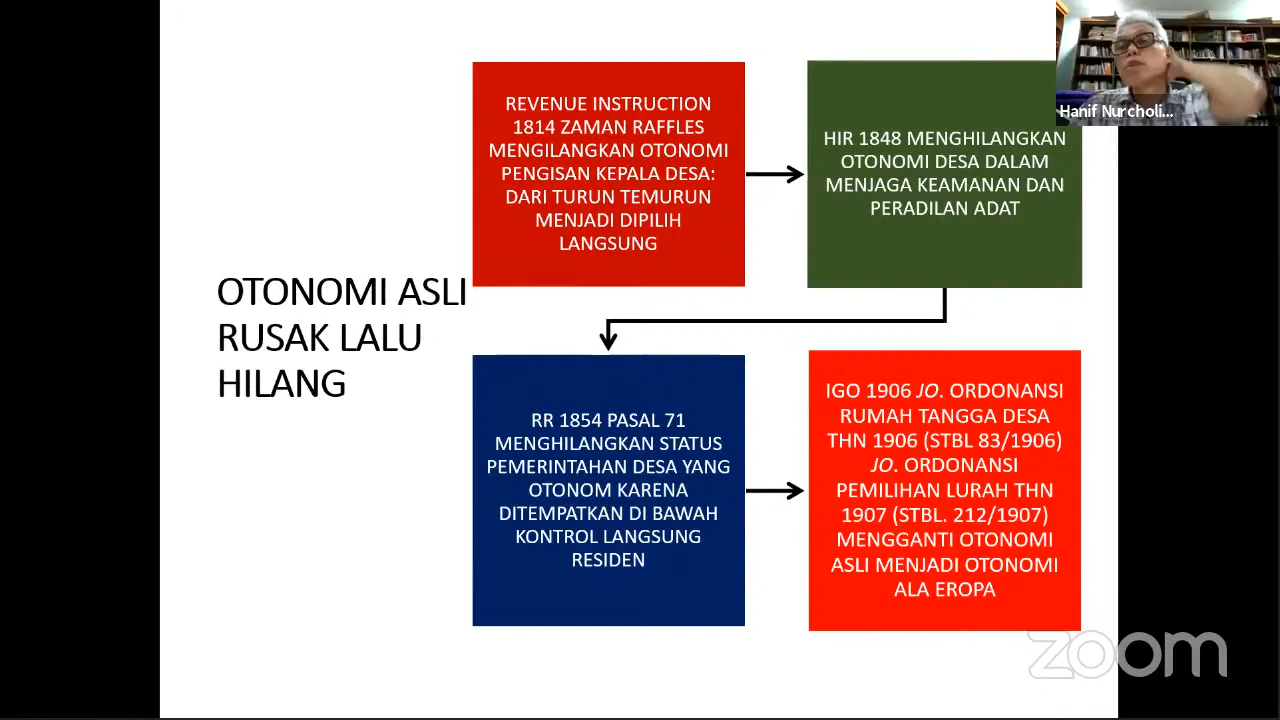 OTONOMI ASLI
RUSAK LALU
HILANG
REVENUE INSTRUCTION
1814 ZAMAN RAFFLES
MENGILANGKAN OTONOMI
PENGISAN KEPALA DESA:
DARI TURUN TEMURUN
MENJADI DIPILIH
LANGSUNG
HIR 1848 MENGHILANGKAN
OTONOMI DESA DALAM
MENJAGA KEAMANAN DAN
PERADILAN ADAT
RR 1854 PASAL 71
MENGHILANGKAN STATUS
PEMERINTAHAN DESA YANG
OTONOM KARENA
DITEMPATKAN DI BAWAH
KONTROL LANGSUNG
RESIDEN
IGO 1906 JO. ORDONANSI
RUMAH TANGGA DESA
THN 1906 (STBL 83/1906)
JO. ORDONANSI
PEMILIHAN LURAH THN
1907 (STBL. 212/1907)
MENGGANTI OTONOMI
ASLI MENJADI OTONOMI
ALA EROPA
Hanif Nurcholi...
zoom